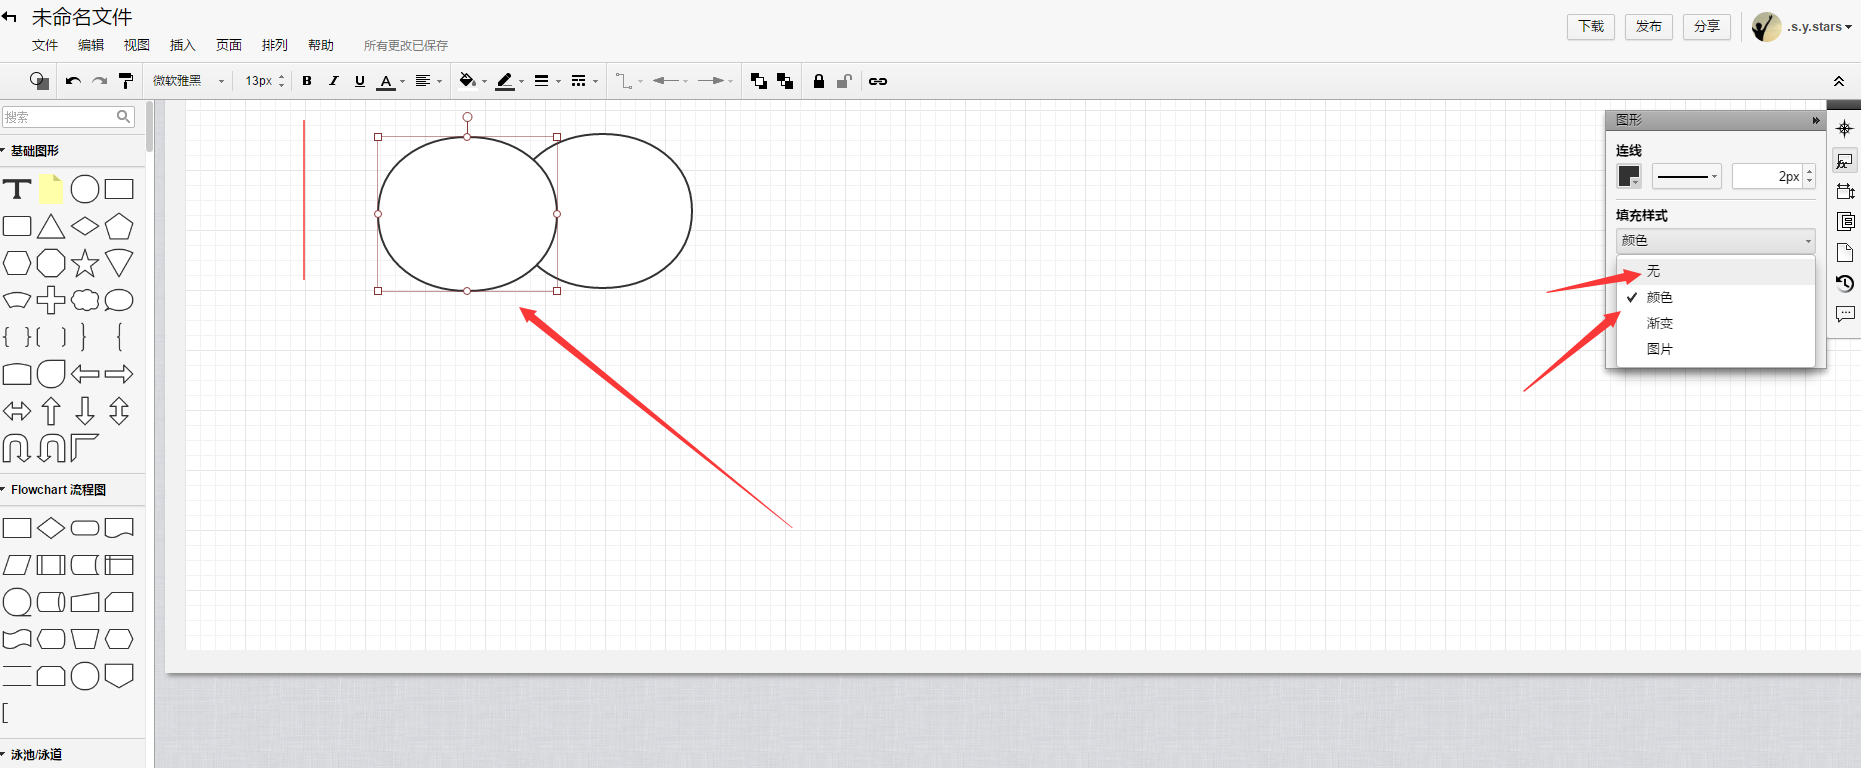 未命名文件
文件 编辑 视图 插入 页面 排列 帮助 所有更改已保存
下载 发布 分享 .s.y.stars
微软雅黑 13px B I U A
搜索
基础图形
Flowchart 流程图
泳池/泳道
图形
连线
2px
填充样式
颜色
无
颜色
渐变
图片